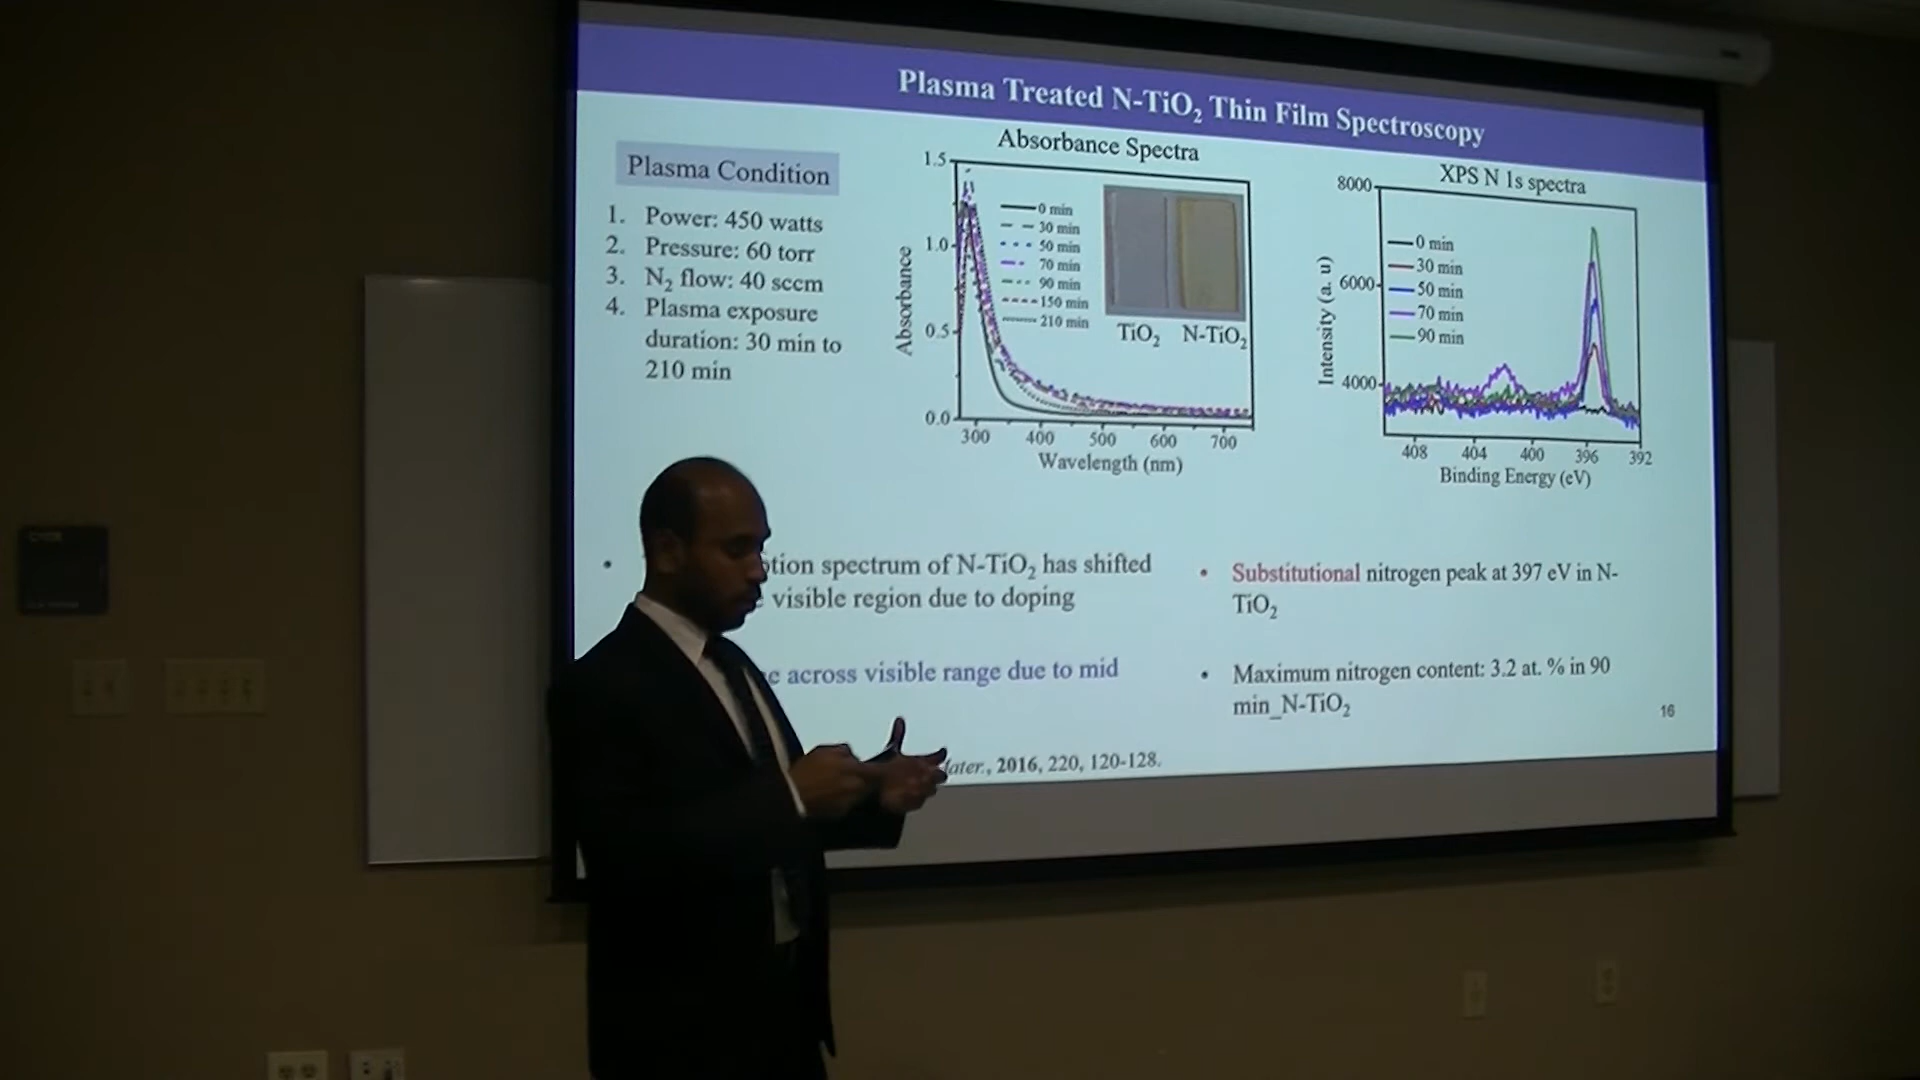 Plasma Treated N-TiO₂ Thin Film Spectroscopy
Plasma Condition
1. Power: 450 watts
2. Pressure: 60 torr
3. N₂ flow: 40 sccm
4. Plasma exposure
duration: 30 min to
210 min
Absorbance Spectra
1.5
1.0
0.5
0.0
Absorbance
0 min
30 min
50 min
70 min
90 min
150 min
210 min
TiO₂ N-TiO₂
300 400 500 600 700
Wavelength (nm)
XPS N 1s spectra
8000
6000
4000
Intensity (a. u)
0 min
30 min
50 min
70 min
90 min
408 404 400 396 392
Binding Energy (eV)
spectrum of N-TiO₂ has shifted
visible region due to doping
across visible range due to mid
2016, 220, 120-128.
• Substitutional nitrogen peak at 397 eV in N-
TiO₂
• Maximum nitrogen content: 3.2 at. % in 90
min_N-TiO₂
16